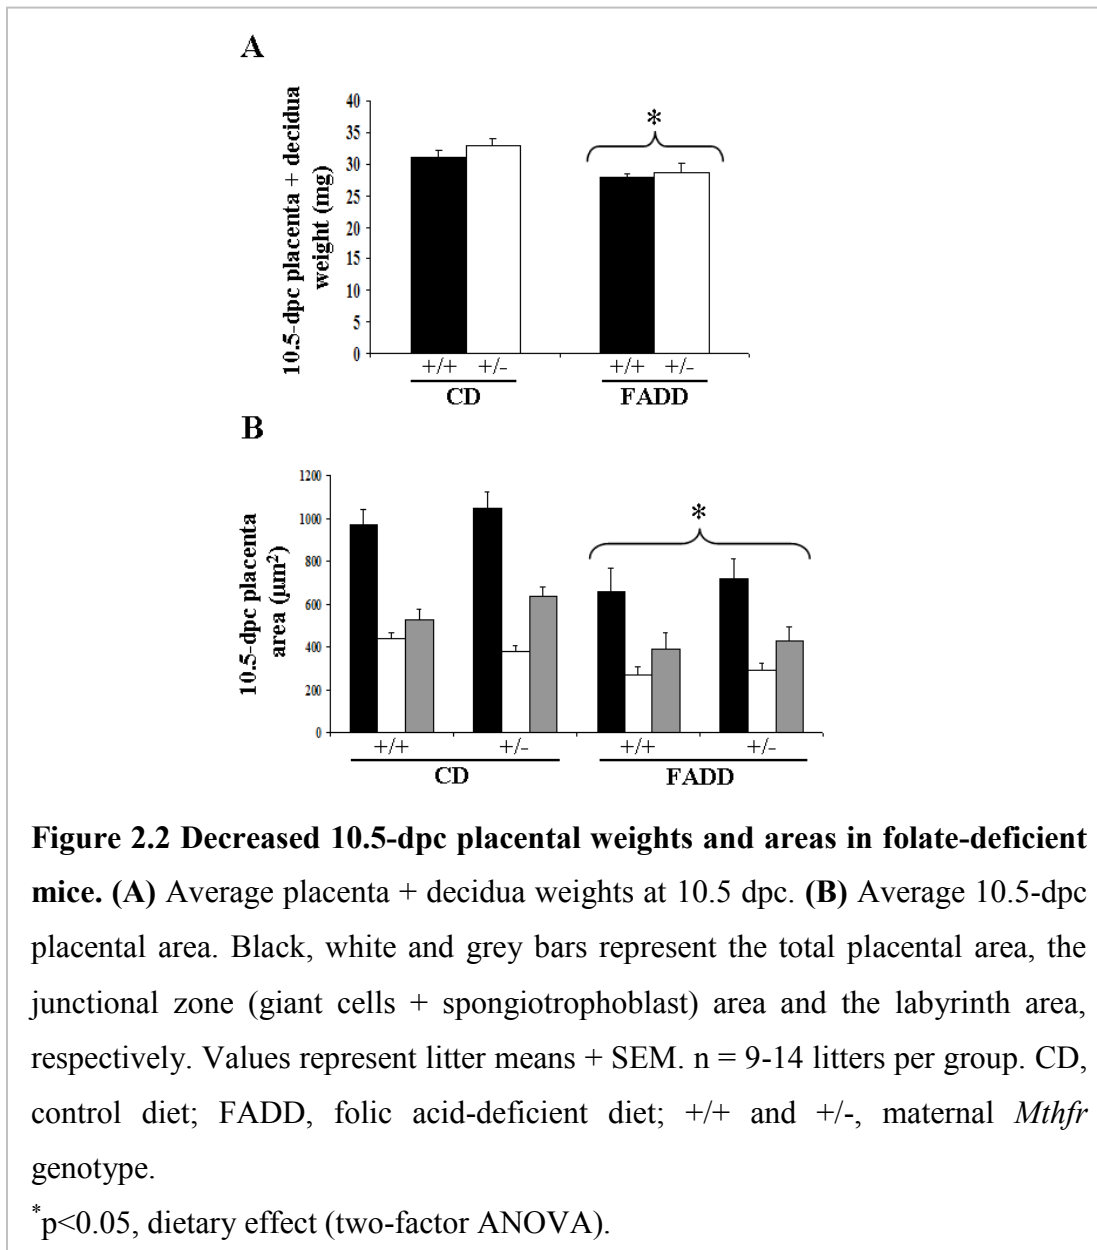 A
10.5-dpc placenta + decidua
weight (mg)
40
35
30
25
20
15
10
5
0
*
+/+ +/- +/+ +/-
CD FADD
B
10.5-dpc placenta
area (µm²)
1200
1000
800
600
400
200
0
*
+/+ +/- +/+ +/-
CD FADD
Figure 2.2 Decreased 10.5-dpc placental weights and areas in folate-deficient
mice. (A) Average placenta + decidua weights at 10.5 dpc. (B) Average 10.5-dpc
placental area. Black, white and grey bars represent the total placental area, the
junctional zone (giant cells + spongiotrophoblast) area and the labyrinth area,
respectively. Values represent litter means + SEM. n = 9-14 litters per group. CD,
control diet; FADD, folic acid-deficient diet; +/+ and +/-, maternal Mthfr
genotype.
*p<0.05, dietary effect (two-factor ANOVA).